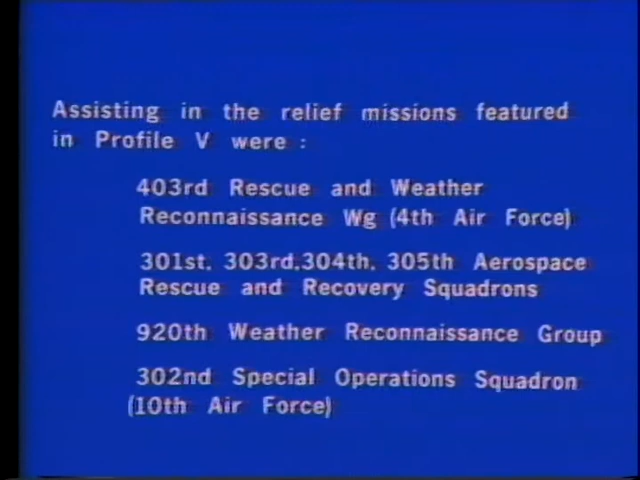 Assisting in the relief missions featured
in Profile V were :
403rd Rescue and Weather
Reconnaissance Wg (4th Air Force)
301st, 303rd,304th, 305th Aerospace
Rescue and Recovery Squadrons
920th Weather Reconnaissance Group
302nd Special Operations Squadron
(10th Air Force)